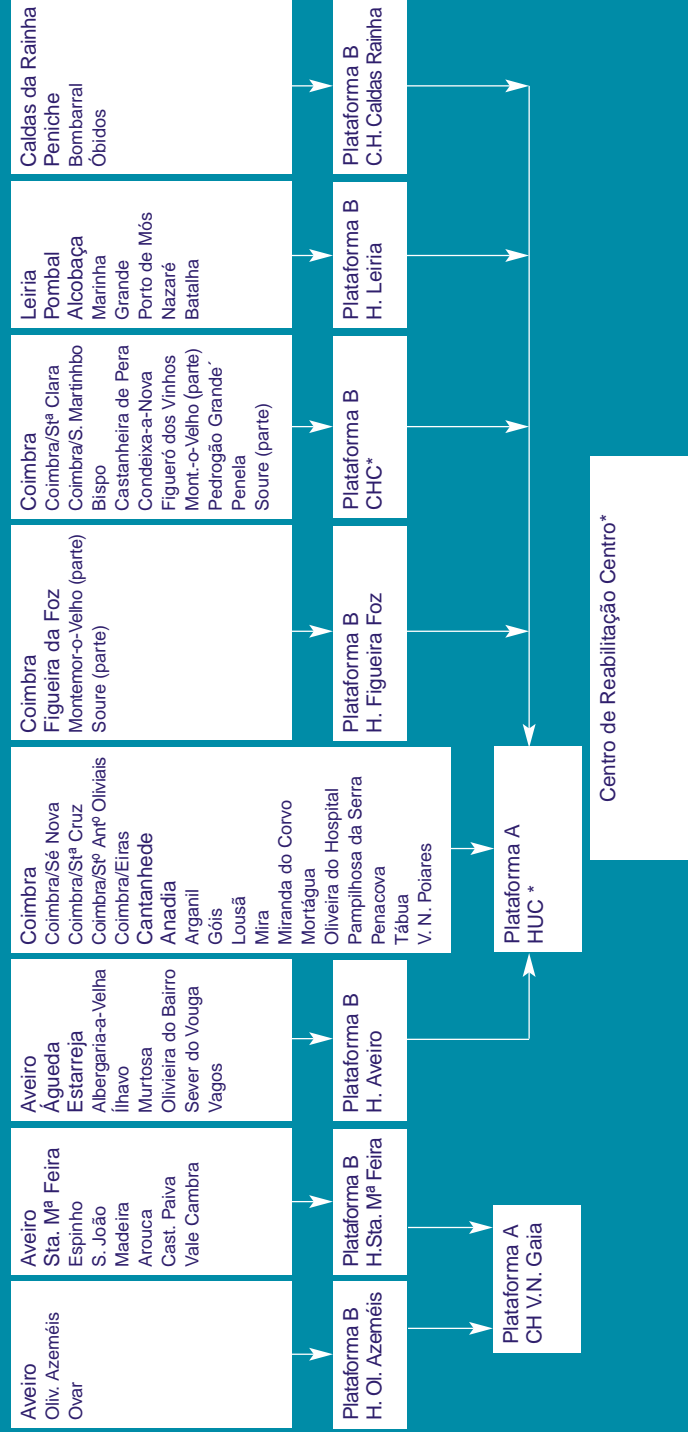 Aveiro
Oliv. Azeméis
Ovar
Aveiro
Sta. Mª Feira
Espinho
S. João
Madeira
Arouca
Cast. Paiva
Vale Cambra
Aveiro
Águeda
Estarreja
Albergaria-a-Velha
Ílhavo
Murtosa
Olivieira do Bairro
Sever do Vouga
Vagos
Coimbra
Coimbra/Sé Nova
Coimbra/Stª Cruz
Coimbra/Stº Antº Oliviais
Coimbra/Eiras
Cantanhede
Anadia
Arganil
Góis
Lousã
Mira
Miranda do Corvo
Mortágua
Oliveira do Hospital
Pampilhosa da Serra
Penacova
Tábua
V. N. Poiares
Coimbra
Figueira da Foz
Montemor-o-Velho (parte)
Soure (parte)
Coimbra
Coimbra/Stª Clara
Coimbra/S. Martinhbo
Bispo
Castanheira de Pera
Condeixa-a-Nova
Figueró dos Vinhos
Mont.-o-Velho (parte)
Pedrogão Grande´
Penela
Soure (parte)
Leiria
Pombal
Alcobaça
Marinha
Grande
Porto de Mós
Nazaré
Batalha
Caldas da Rainha
Peniche
Bombarral
Óbidos
Plataforma B
H. Ol. Azeméis
Plataforma B
H.Sta. Mª Feira
Plataforma B
H. Aveiro
Plataforma B
H. Figueira Foz
Plataforma B
CHC*
Plataforma B
H. Leiria
Plataforma B
C.H.Caldas Rainha
Plataforma A
CH V.N. Gaia
Plataforma A
HUC *
Centro de Reabilitação Centro*